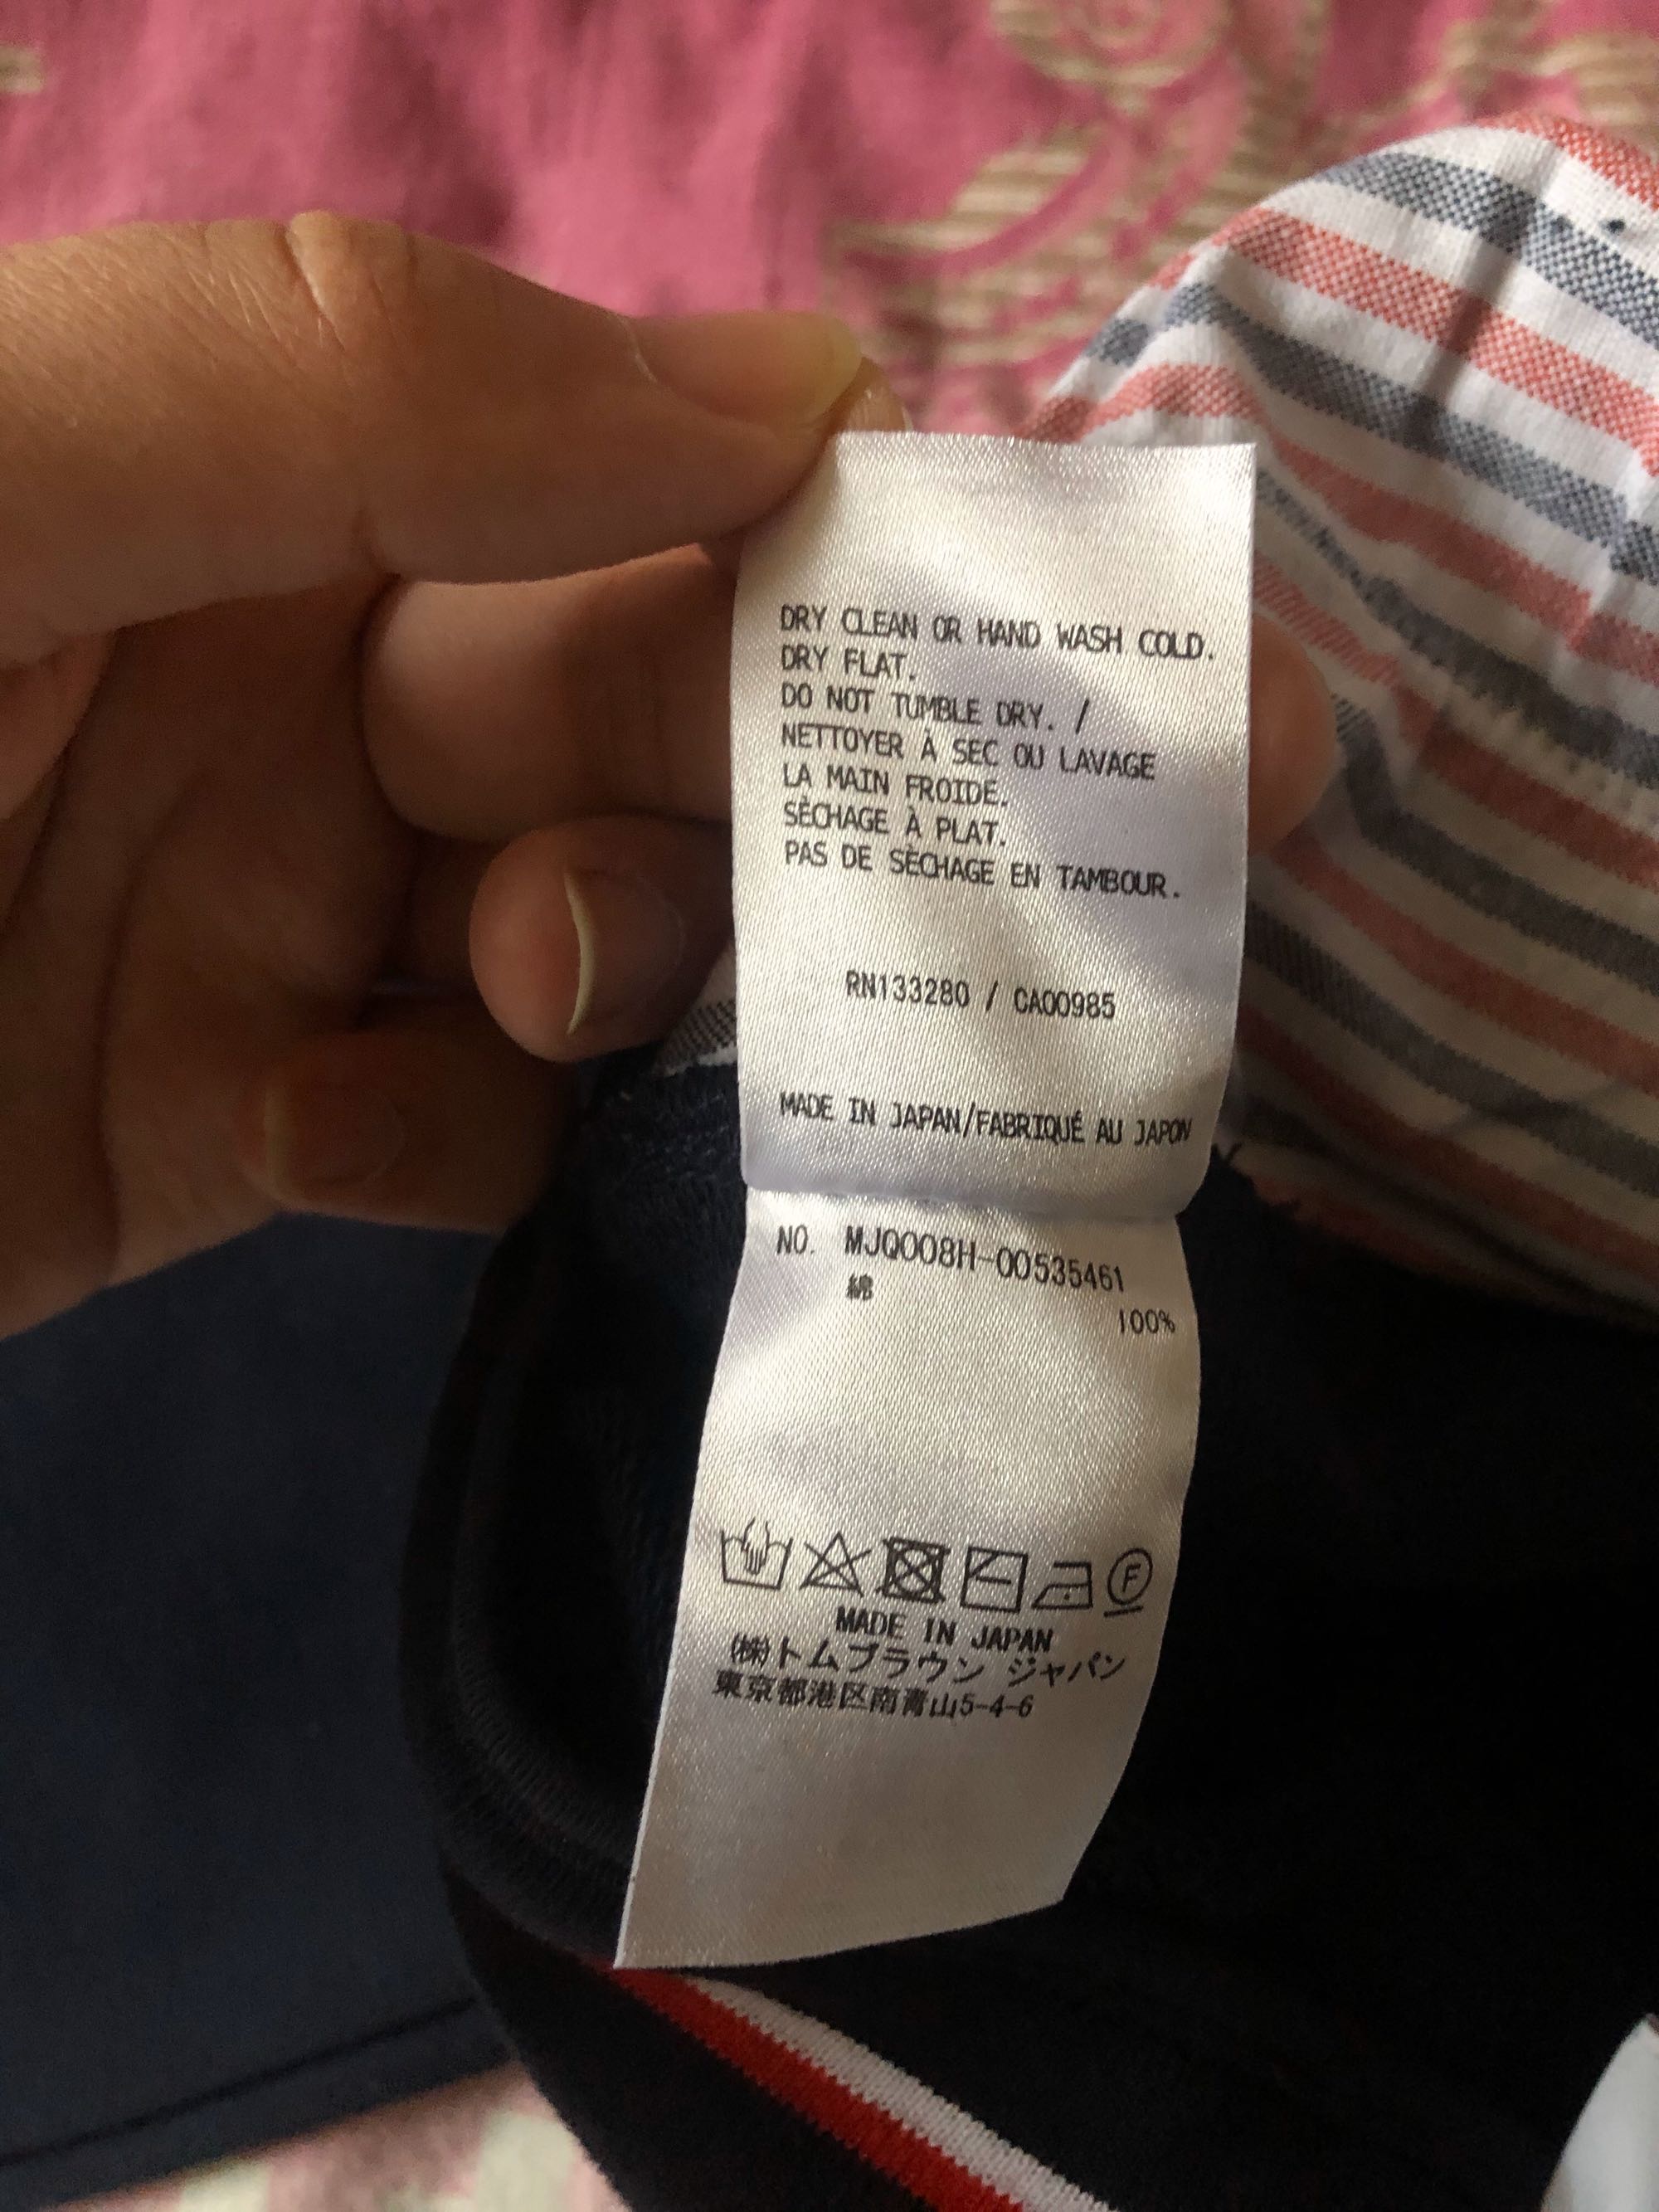 DRY CLEAN OR HAND WASH COLD.
DRY FLAT.
DO NOT TUMBLE DRY. /
NETTOYER À SEC OU LAVAGE
LA MAIN FROIDE.
SÈCHAGE À PLAT.
PAS DE SÈCHAGE EN TAMBOUR.
RN133280 / CA00985
MADE IN JAPAN/FABRIQUÉ AU JAPON
NO. MJQ008H-00535461
綿
100%
F
MADE IN JAPAN
(株)トムブラウン ジャパン
東京都港区南青山5-4-6